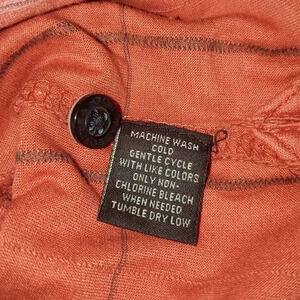 MACHINE WASH
COLD
GENTLE CYCLE
WITH LIKE COLORS
ONLY NON-
CHLORINE BLEACH
WHEN NEEDED
TUMBLE DRY LOW